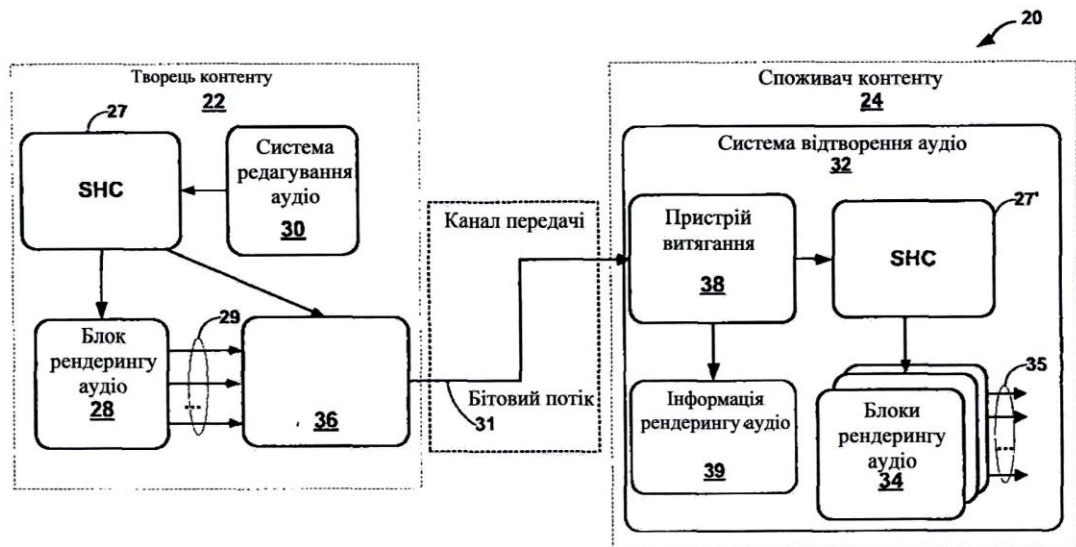 20
Творець контенту
22
27
SHC
Система
редагування
аудіо
30
Блок
рендерингу
аудіо
28
29
...
36
Канал передачі
Бітовий потік
31
Споживач контенту
24
Система відтворення аудіо
32
Пристрій
витягання
38
27'
SHC
Інформація
рендерингу аудіо
39
Блоки
рендерингу
аудіо
34
35
...